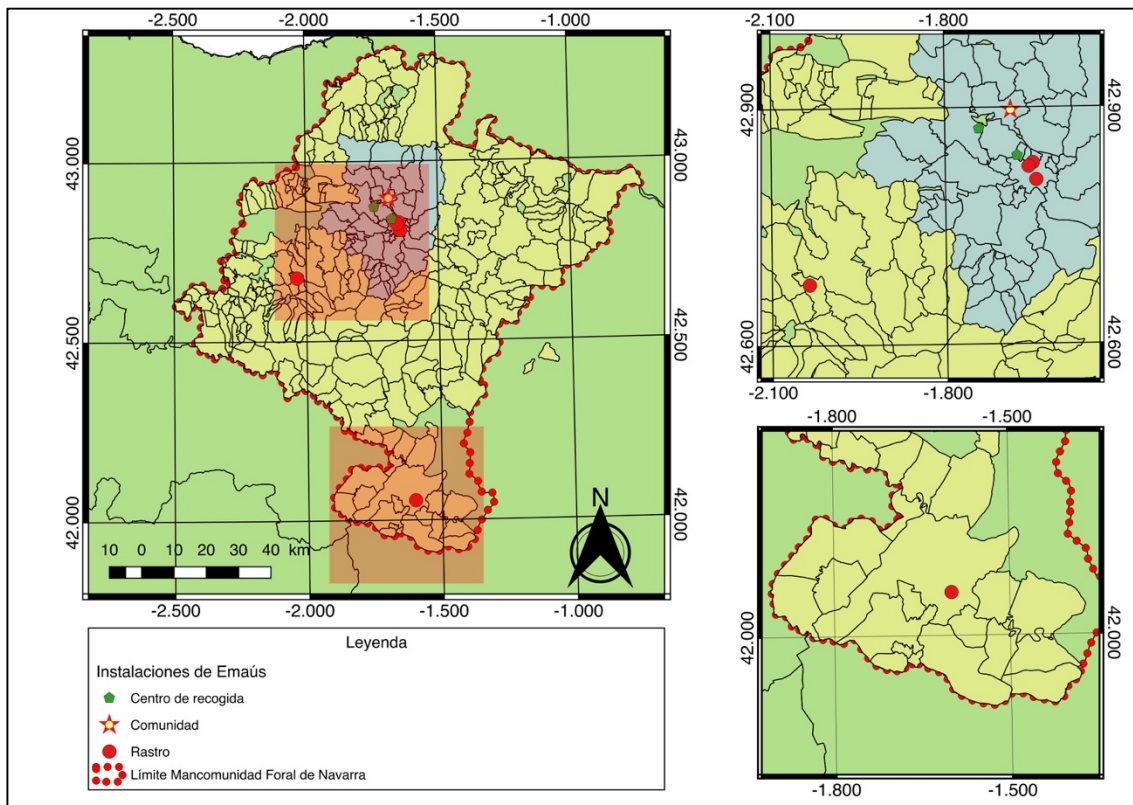 -2.500 -2.000 -1.500 -1.000
43.000
42.500
42.000
43.000
42.500
42.000
N
10 0 10 20 30 40 km
-2.500 -2.000 -1.500 -1.000
Leyenda
Instalaciones de Emaús
Centro de recogida
Comunidad
Rastro
Límite Mancomunidad Foral de Navarra
-2.100 -1.800
42.900
42.600
42.900
42.600
-2.100 -1.800
-1.800 -1.500
42.000
42.000
-1.800 -1.500